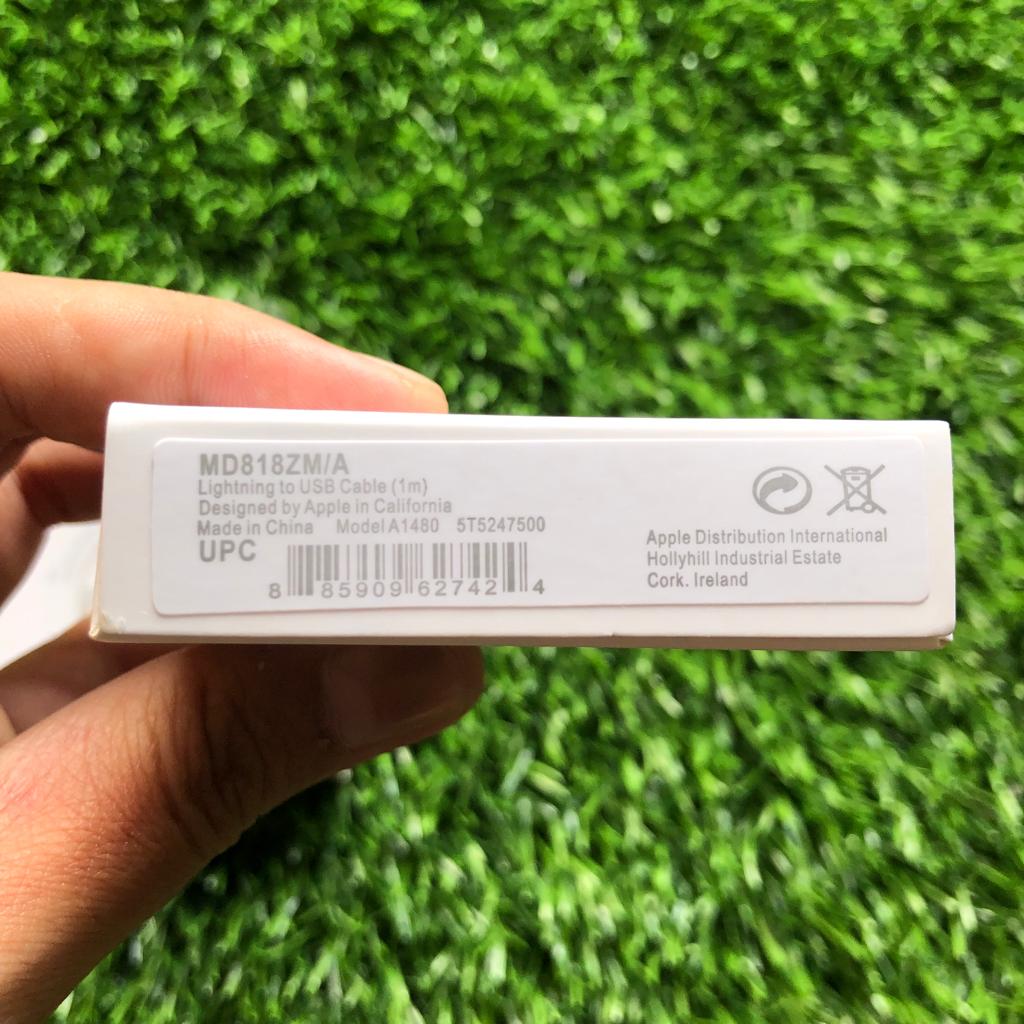 MD818ZM/A
Lightning to USB Cable (1m)
Designed by Apple in California
Made in China Model A1480 5T5247500
UPC
8 85909 62742 4
Apple Distribution International
Hollyhill Industrial Estate
Cork. Ireland